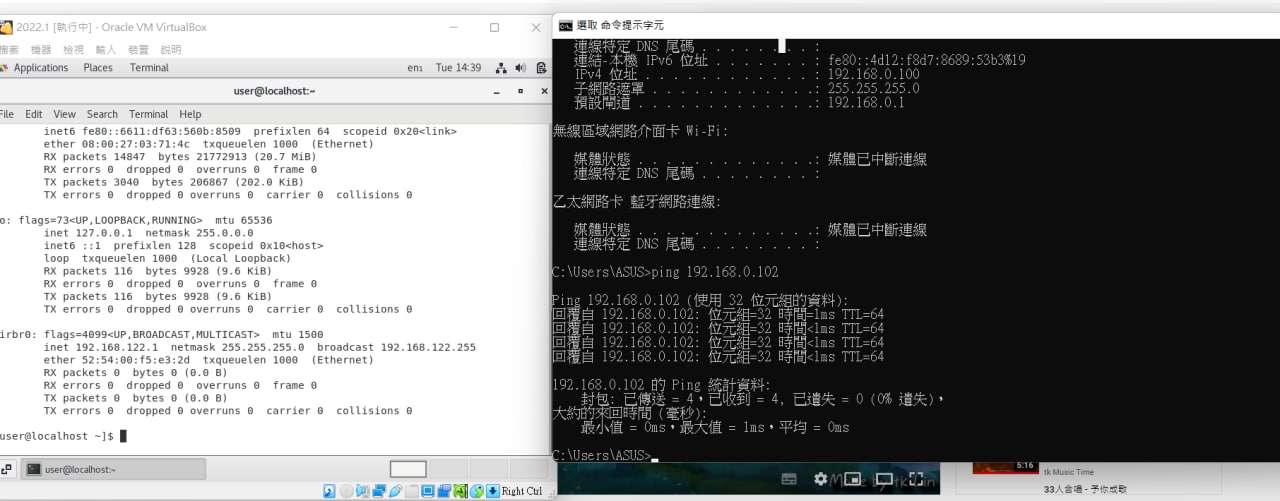 2022.1 [執行中] - Oracle VM VirtualBox
檔案 機器 檢視 輸入 裝置 說明
Applications Places Terminal en1 Tue 14:39
user@localhost:~
File Edit View Search Terminal Help
inet6 fe80::6611:df63:560b:8509 prefixlen 64 scopeid 0x20<link>
ether 08:00:27:03:71:4c txqueuelen 1000 (Ethernet)
RX packets 14847 bytes 21772913 (20.7 MiB)
RX errors 0 dropped 0 overruns 0 frame 0
TX packets 3040 bytes 206867 (202.0 KiB)
TX errors 0 dropped 0 overruns 0 carrier 0 collisions 0
o: flags=73<UP,LOOPBACK,RUNNING> mtu 65536
inet 127.0.0.1 netmask 255.0.0.0
inet6 ::1 prefixlen 128 scopeid 0x10<host>
loop txqueuelen 1000 (Local Loopback)
RX packets 116 bytes 9928 (9.6 KiB)
RX errors 0 dropped 0 overruns 0 frame 0
TX packets 116 bytes 9928 (9.6 KiB)
TX errors 0 dropped 0 overruns 0 carrier 0 collisions 0
irbr0: flags=4099<UP,BROADCAST,MULTICAST> mtu 1500
inet 192.168.122.1 netmask 255.255.255.0 broadcast 192.168.122.255
ether 52:54:00:f5:e3:2d txqueuelen 1000 (Ethernet)
RX packets 0 bytes 0 (0.0 B)
RX errors 0 dropped 0 overruns 0 frame 0
TX packets 0 bytes 0 (0.0 B)
TX errors 0 dropped 0 overruns 0 carrier 0 collisions 0
user@localhost ~]$
user@localhost:~
Right Ctrl
選取 命令提示字元
連線特定 DNS 尾碼 . . . . . . . . :
連結-本機 IPv6 位址 . . . . . . . : fe80::4d12:f8d7:8689:53b3%19
IPv4 位址 . . . . . . . . . . . . : 192.168.0.100
子網路遮罩 . . . . . . . . . . . .: 255.255.255.0
預設閘道 . . . . . . . . . . . . .: 192.168.0.1
無線區域網路介面卡 Wi-Fi:
媒體狀態 . . . . . . . . . . . . .: 媒體已中斷連線
連線特定 DNS 尾碼 . . . . . . . . :
乙太網路卡 藍牙網路連線:
媒體狀態 . . . . . . . . . . . . .: 媒體已中斷連線
連線特定 DNS 尾碼 . . . . . . . . :
C:\Users\ASUS>ping 192.168.0.102
Ping 192.168.0.102 (使用 32 位元組的資料):
回覆自 192.168.0.102: 位元組=32 時間=1ms TTL=64
回覆自 192.168.0.102: 位元組=32 時間<1ms TTL=64
回覆自 192.168.0.102: 位元組=32 時間<1ms TTL=64
回覆自 192.168.0.102: 位元組=32 時間<1ms TTL=64
192.168.0.102 的 Ping 統計資料:
封包: 已傳送 = 4，已收到 = 4, 已遺失 = 0 (0% 遺失)，
大約的來回時間 (毫秒):
最小值 = 0ms，最大值 = 1ms，平均 = 0ms
C:\Users\ASUS>
5:16
tk Music Time
33人合唱 - 予你成歌